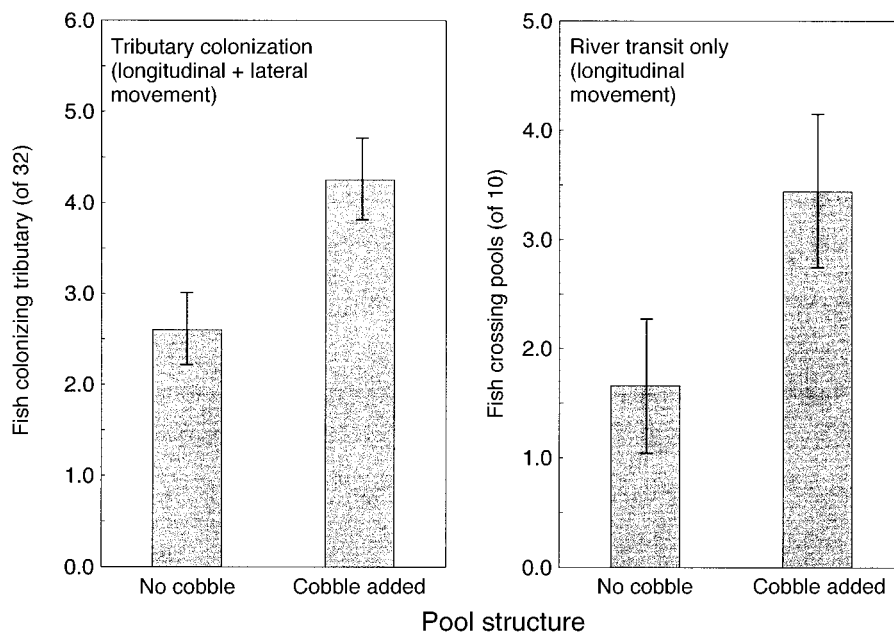 Fish colonizing tributary (of 32)
6.0
5.0
4.0
3.0
2.0
1.0
0.0
Tributary colonization
(longitudinal + lateral
movement)
No cobble
Cobble added
Fish crossing pools (of 10)
5.0
4.0
3.0
2.0
1.0
0.0
River transit only
(longitudinal
movement)
No cobble
Cobble added
Pool structure